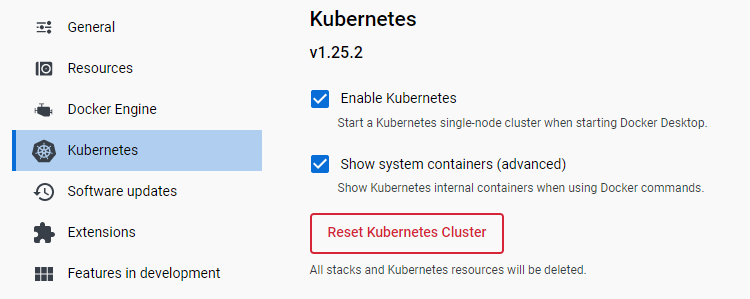 General
Resources
Docker Engine
Kubernetes
Software updates
Extensions
Features in development
Kubernetes
v1.25.2
Enable Kubernetes
Start a Kubernetes single-node cluster when starting Docker Desktop.
Show system containers (advanced)
Show Kubernetes internal containers when using Docker commands.
Reset Kubernetes Cluster
All stacks and Kubernetes resources will be deleted.